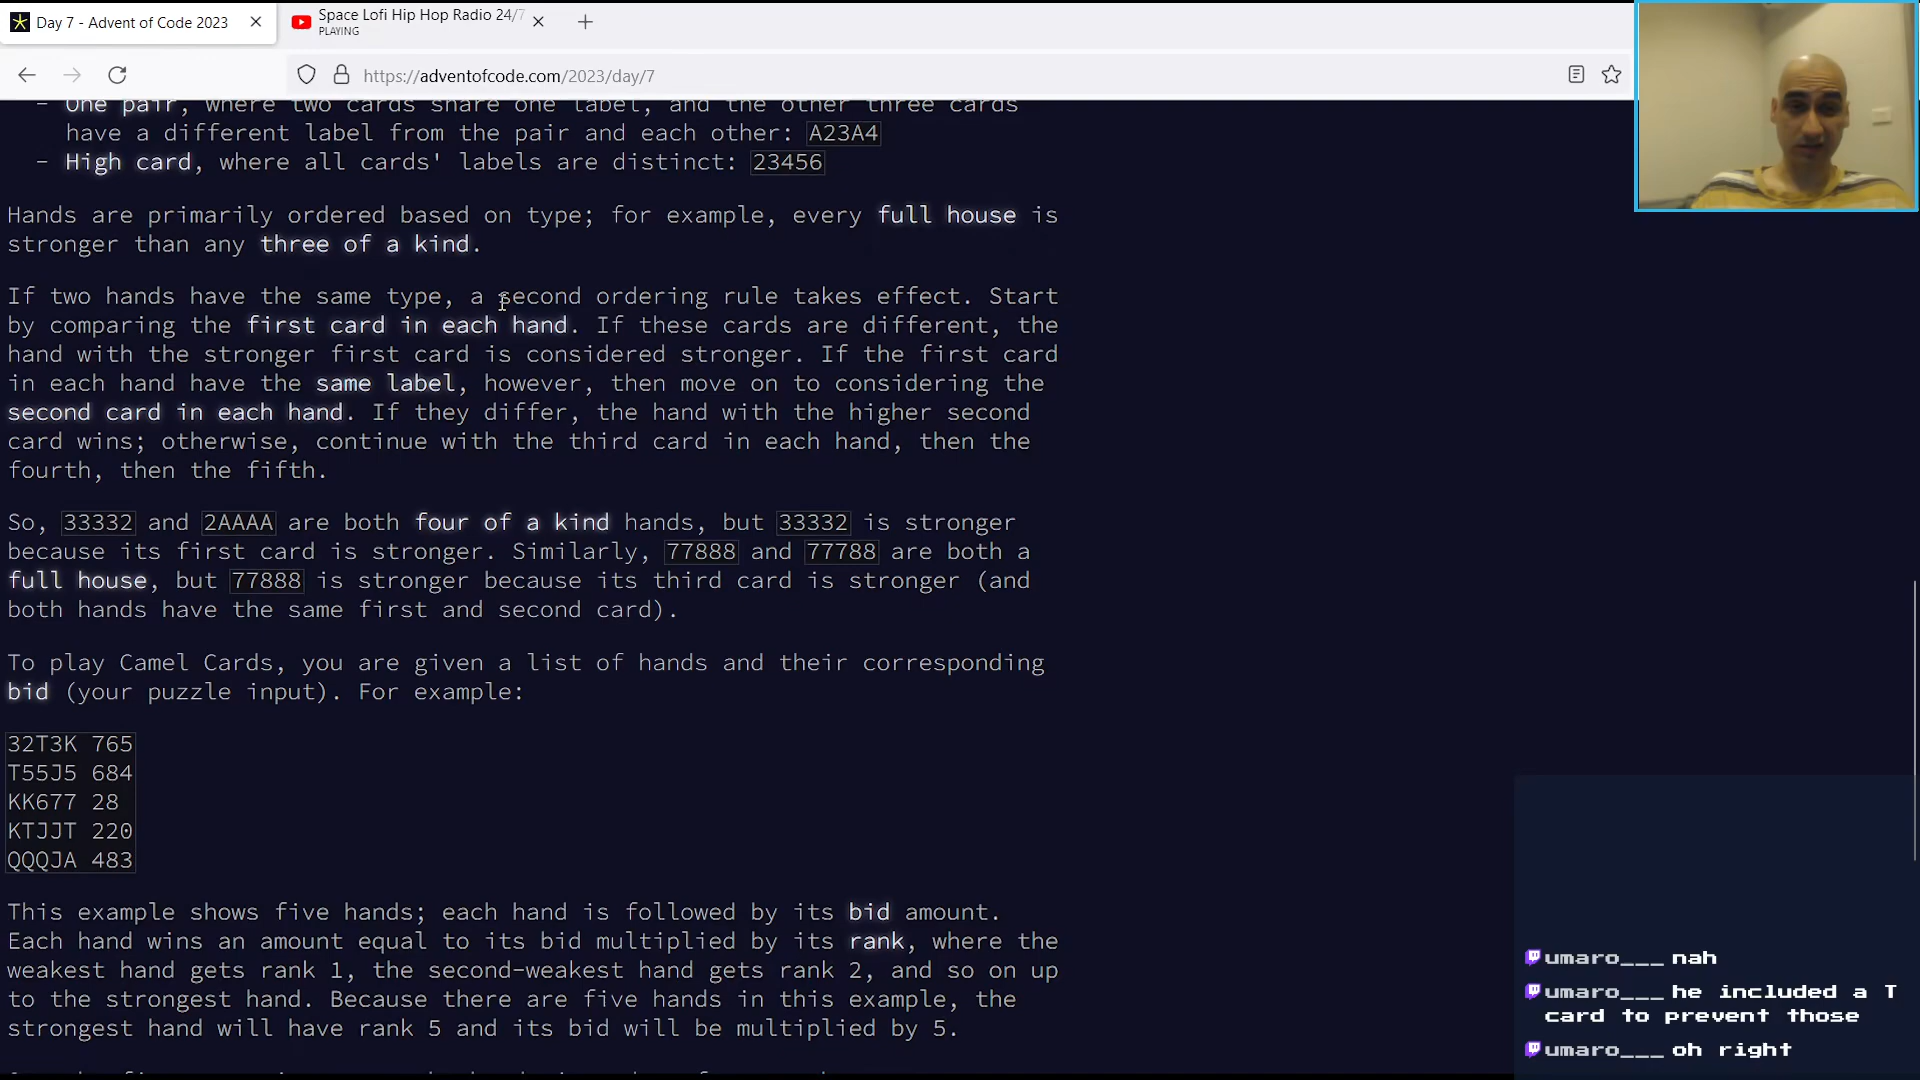 Day 7 - Advent of Code 2023
Space Lofi Hip Hop Radio 24/7
PLAYING
https://adventofcode.com/2023/day/7
- One pair, where two cards share one label, and the other three cards
have a different label from the pair and each other: A23A4
- High card, where all cards' labels are distinct: 23456
Hands are primarily ordered based on type; for example, every full house is
stronger than any three of a kind.
If two hands have the same type, a second ordering rule takes effect. Start
by comparing the first card in each hand. If these cards are different, the
hand with the stronger first card is considered stronger. If the first card
in each hand have the same label, however, then move on to considering the
second card in each hand. If they differ, the hand with the higher second
card wins; otherwise, continue with the third card in each hand, then the
fourth, then the fifth.
So, 33332 and 2AAAA are both four of a kind hands, but 33332 is stronger
because its first card is stronger. Similarly, 77888 and 77788 are both a
full house, but 77888 is stronger because its third card is stronger (and
both hands have the same first and second card).
To play Camel Cards, you are given a list of hands and their corresponding
bid (your puzzle input). For example:
32T3K 765
T55J5 684
KK677 28
KTJJT 220
QQQJA 483
This example shows five hands; each hand is followed by its bid amount.
Each hand wins an amount equal to its bid multiplied by its rank, where the
weakest hand gets rank 1, the second-weakest hand gets rank 2, and so on up
to the strongest hand. Because there are five hands in this example, the
strongest hand will have rank 5 and its bid will be multiplied by 5.
umaro___ nah
umaro___ he included a T
card to prevent those
umaro___ oh right